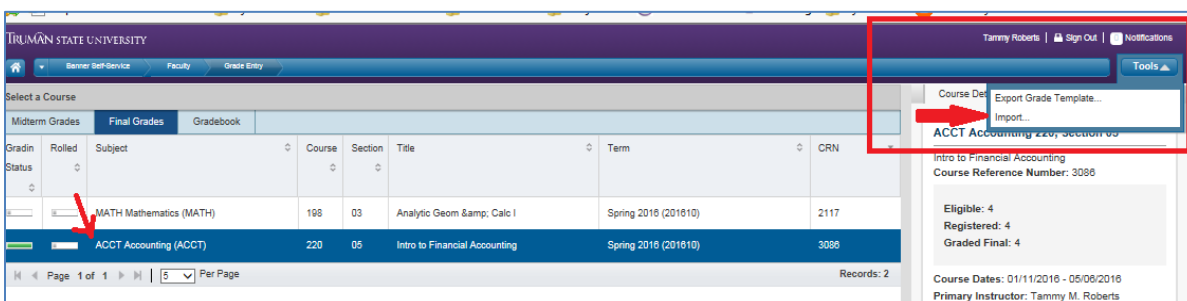 TRUMAN STATE UNIVERSITY
Tammy Roberts | Sign Out | Notifications
Banner Self-Service Faculty Grade Entry
Tools
Select a Course
Course Det
Export Grade Template...
Import...
Midterm Grades Final Grades Gradebook
ACCT Accounting 220, Section 05
Gradin Status Rolled Subject Course Section Title Term CRN
Intro to Financial Accounting
Course Reference Number: 3086
MATH Mathematics (MATH) 198 03 Analytic Geom &amp; Calc I Spring 2016 (201610) 2117
Eligible: 4
Registered: 4
Graded Final: 4
ACCT Accounting (ACCT) 220 05 Intro to Financial Accounting Spring 2016 (201610) 3086
Page 1 of 1 | 5 Per Page Records: 2
Course Dates: 01/11/2016 - 05/06/2016
Primary Instructor: Tammy M. Roberts